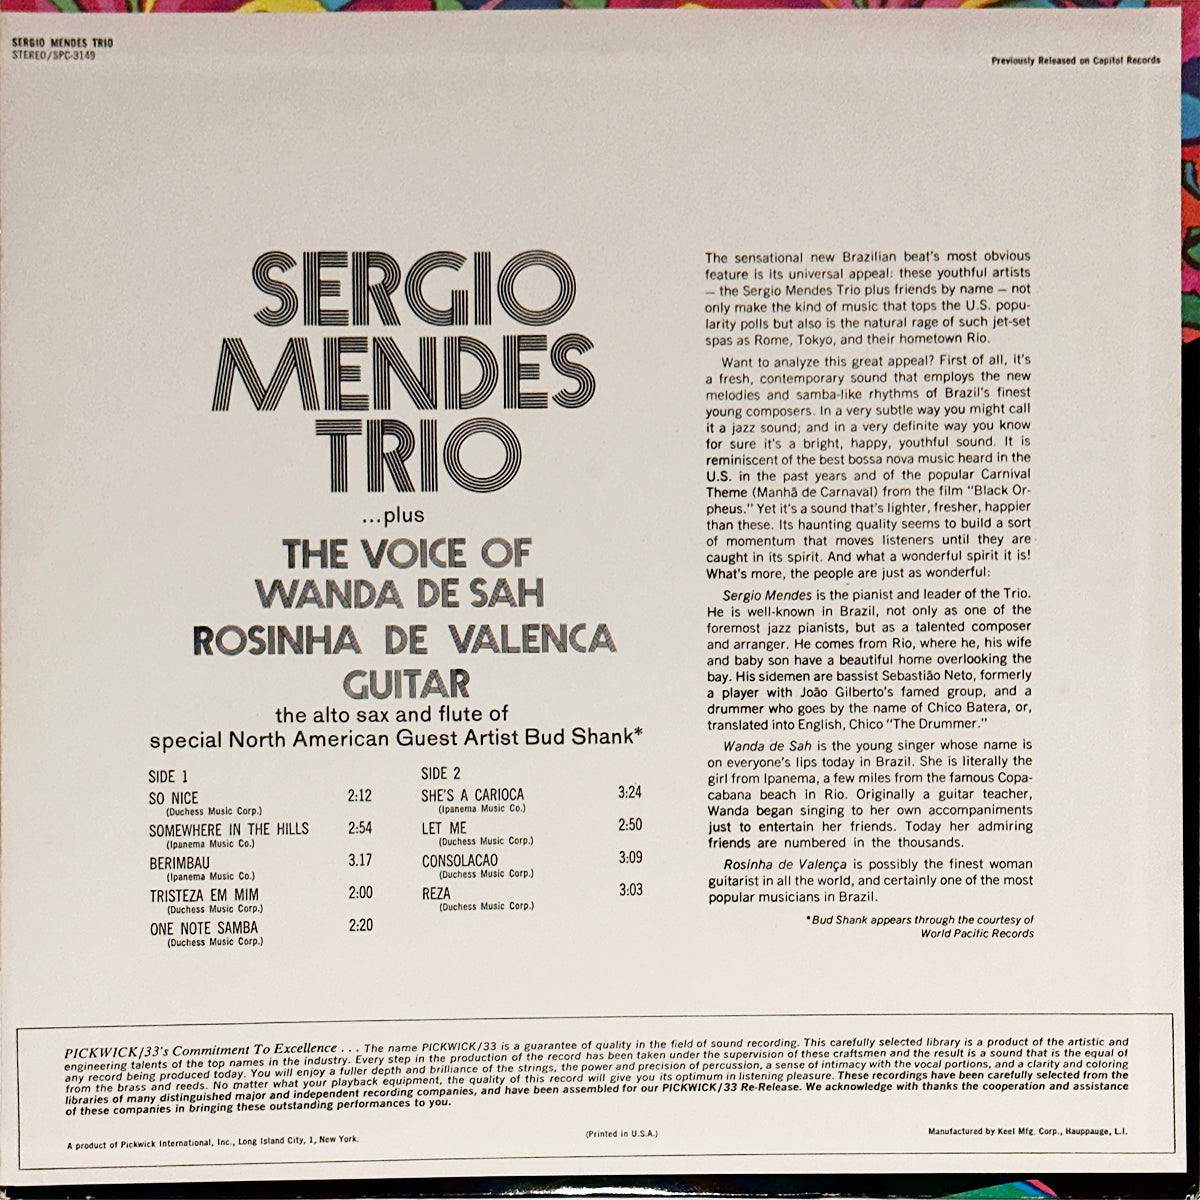 SERGIO MENDES TRIO
STEREO/SPC-3149
Previously Released on Capitol Records
SERGIO
MENDES
TRIO
...plus
THE VOICE OF
WANDA DE SAH
ROSINHA DE VALENCA
GUITAR
the alto sax and flute of
special North American Guest Artist Bud Shank*
SIDE 1
SO NICE 2:12
(Duchess Music Corp.)
SOMEWHERE IN THE HILLS 2:54
(Ipanema Music Co.)
BERIMBAU 3.17
(Ipanema Music Co.)
TRISTEZA EM MIM 2:00
(Duchess Music Corp.)
ONE NOTE SAMBA 2:20
(Duchess Music Corp.)
SIDE 2
SHE'S A CARIOCA 3:24
(Ipanema Music Co.)
LET ME 2:50
(Duchess Music Corp.)
CONSOLACAO 3:09
(Duchess Music Corp.)
REZA 3:03
(Duchess Music Corp.)
The sensational new Brazilian beat's most obvious
feature is its universal appeal: these youthful artists
– the Sergio Mendes Trio plus friends by name – not
only make the kind of music that tops the U.S. popu-
larity polls but also is the natural rage of such jet-set
spas as Rome, Tokyo, and their hometown Rio.
Want to analyze this great appeal? First of all, it's
a fresh, contemporary sound that employs the new
melodies and samba-like rhythms of Brazil's finest
young composers. In a very subtle way you might call
it a jazz sound; and in a very definite way you know
for sure it's a bright, happy, youthful sound. It is
reminiscent of the best bossa nova music heard in the
U.S. in the past years and of the popular Carnival
Theme (Manhã de Carnaval) from the film "Black Or-
pheus." Yet it's a sound that's lighter, fresher, happier
than these. Its haunting quality seems to build a sort
of momentum that moves listeners until they are
caught in its spirit. And what a wonderful spirit it is!
What's more, the people are just as wonderful:
Sergio Mendes is the pianist and leader of the Trio.
He is well-known in Brazil, not only as one of the
foremost jazz pianists, but as a talented composer
and arranger. He comes from Rio, where he, his wife
and baby son have a beautiful home overlooking the
bay. His sidemen are bassist Sebastião Neto, formerly
a player with João Gilberto's famed group, and a
drummer who goes by the name of Chico Batera, or,
translated into English, Chico "The Drummer."
Wanda de Sah is the young singer whose name is
on everyone's lips today in Brazil. She is literally the
girl from Ipanema, a few miles from the famous Copa-
cabana beach in Rio. Originally a guitar teacher,
Wanda began singing to her own accompaniments
just to entertain her friends. Today her admiring
friends are numbered in the thousands.
Rosinha de Valença is possibly the finest woman
guitarist in all the world, and certainly one of the most
popular musicians in Brazil.
*Bud Shank appears through the courtesy of
World Pacific Records
PICKWICK/33's Commitment To Excellence . . . The name PICKWICK/33 is a guarantee of quality in the field of sound recording. This carefully selected library is a product of the artistic and
engineering talents of the top names in the industry. Every step in the production of the record has been taken under the supervision of these craftsmen and the result is a sound that is the equal of
any record being produced today. You will enjoy a fuller depth and brilliance of the strings, the power and precision of percussion, a sense of intimacy with the vocal portions, and a clarity and coloring
from the brass and reeds. No matter what your playback equipment, the quality of this record will give you its optimum in listening pleasure. These recordings have been carefully selected from the
libraries of many distinguished major and independent recording companies, and have been assembled for our PICKWICK/33 Re-Release. We acknowledge with thanks the cooperation and assistance
of these companies in bringing these outstanding performances to you.
A product of Pickwick International, Inc., Long Island City, 1, New York.
(Printed in U.S.A.)
Manufactured by Keel Mfg. Corp., Hauppauge, L.I.